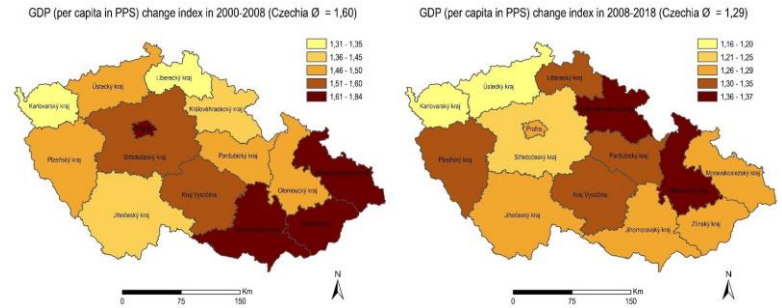 GDP (per capita in PPS) change index in 2000-2008 (Czechia Ø = 1,60)
1,31 - 1,35
1,36 - 1,45
1,46 - 1,50
1,51 - 1,60
1,61 - 1,84
Liberecký kraj
Ústecký kraj
Karlovarský kraj
Královéhradecký kraj
Středočeský kraj
Plzeňský kraj
Pardubický kraj
Olomoucký kraj
Kraj Vysočina
Jihočeský kraj
Km
0 75 150
N
GDP (per capita in PPS) change index in 2008-2018 (Czechia Ø = 1,29)
1,16 - 1,20
1,21 - 1,25
1,26 - 1,29
1,30 - 1,35
1,36 - 1,37
Liberecký kraj
Ústecký kraj
Karlovarský kraj
Praha
Středočeský kraj
Plzeňský kraj
Pardubický kraj
Moravskoslezský kraj
Kraj Vysočina
Jihočeský kraj
Jihomoravský kraj
Zlínský kraj
Km
0 75 150
N